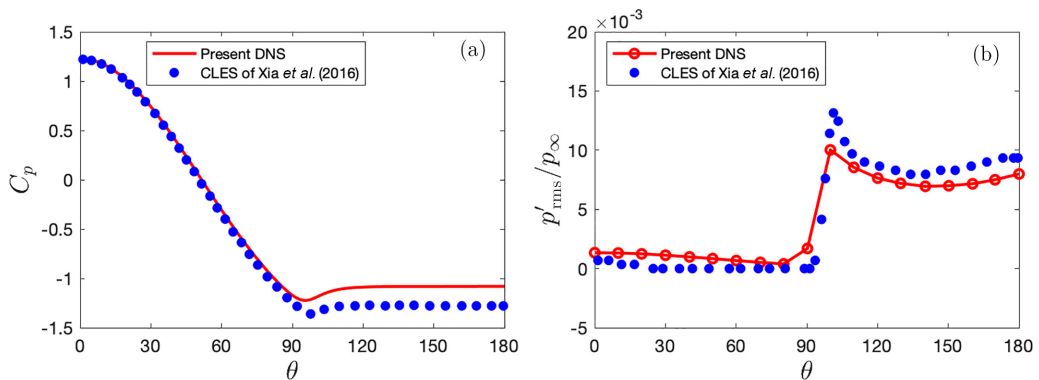 (a)
Present DNS
CLES of Xia et al. (2016)
1.5
1
0.5
0
-0.5
-1
-1.5
C_p
0 30 60 90 120 150 180
θ
×10⁻³
(b)
Present DNS
CLES of Xia et al. (2016)
20
15
10
5
0
-5
p′_rms/p_∞
0 30 60 90 120 150 180
θ